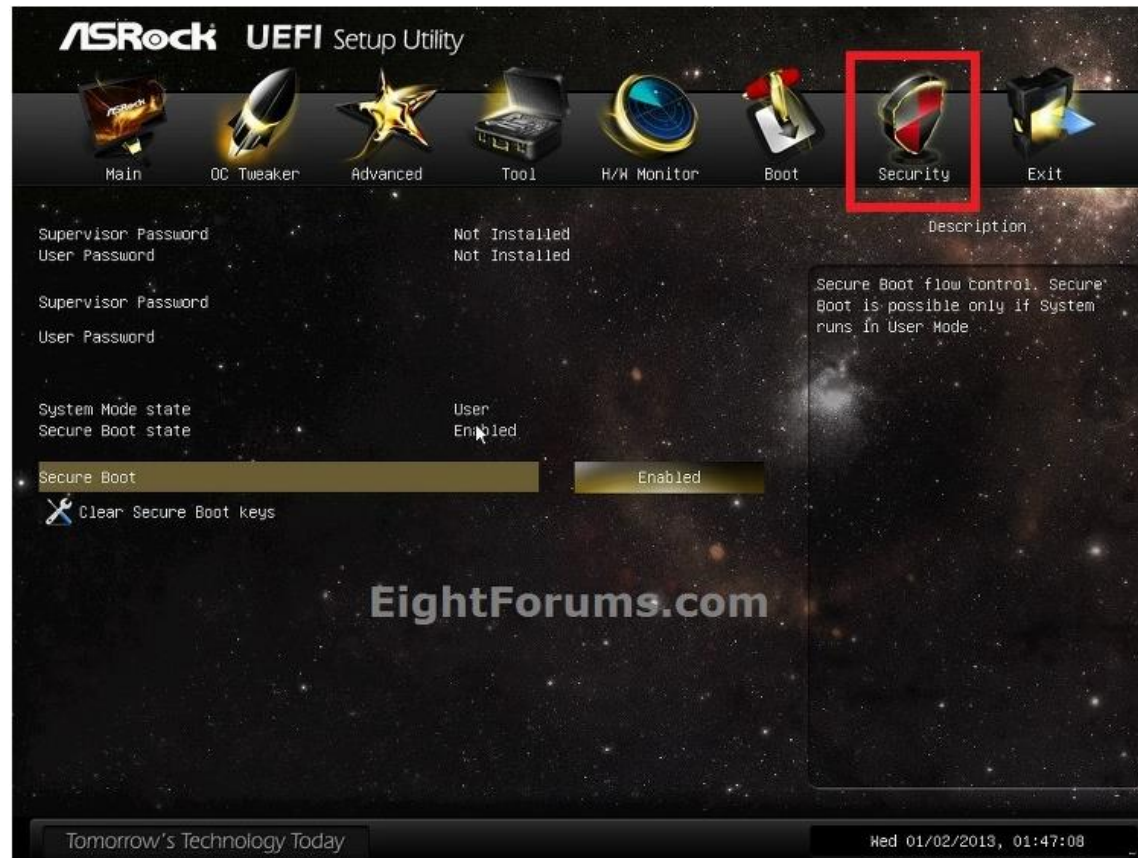 ASRock UEFI Setup Utility
ASRock
Main OC Tweaker Advanced Tool H/W Monitor Boot Security Exit
Supervisor Password Not Installed
User Password Not Installed
Supervisor Password
User Password
System Mode state User
Secure Boot state Enabled
Secure Boot Enabled
Clear Secure Boot keys
Description
Secure Boot flow control. Secure
Boot is possible only if System
runs in User Mode
EightForums.com
Tomorrow's Technology Today
Wed 01/02/2013, 01:47:08